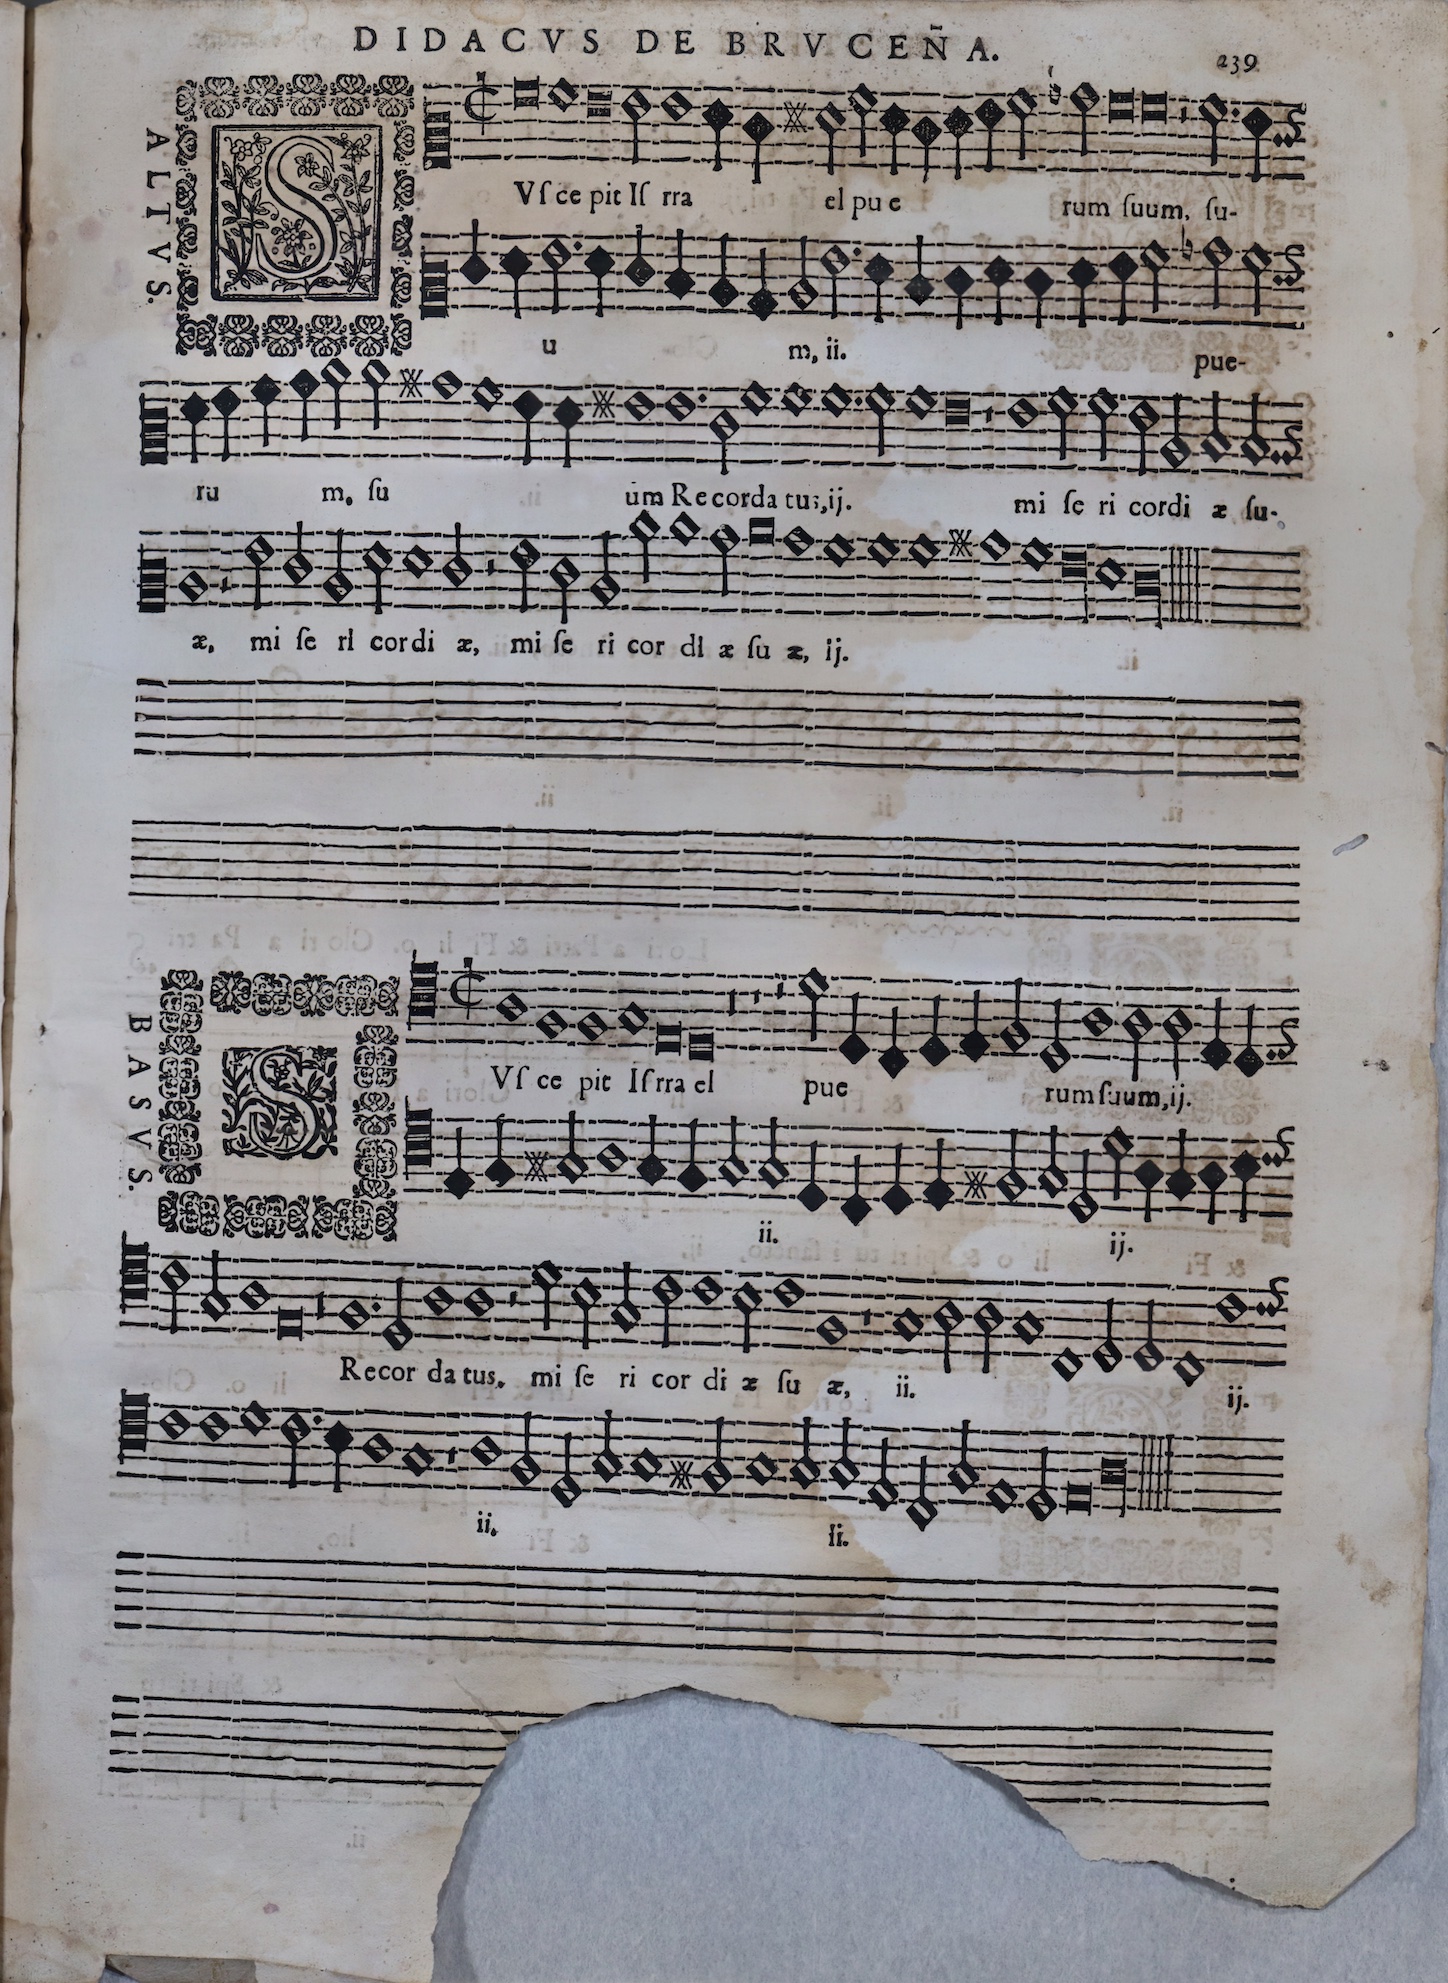 DIDACVS DE BRVCEÑA.
239
ALTVS.
S
Vſ ce pit Iſ rra el pu e rum ſuum, ſu-
u m, ii. pue-
ru m, ſu um Recorda tus, ij. mi ſe ri cordi æ ſu-
æ, mi ſe ri cordi æ, mi ſe ri cor di æ ſu æ, ij.
BASVS.
S
Vſ ce pit Iſ rra el pue rum ſuum, ij.
ii. ij.
Recor da tus, mi ſe ri cor di æ ſu æ, ii. ij.
ii. ii.